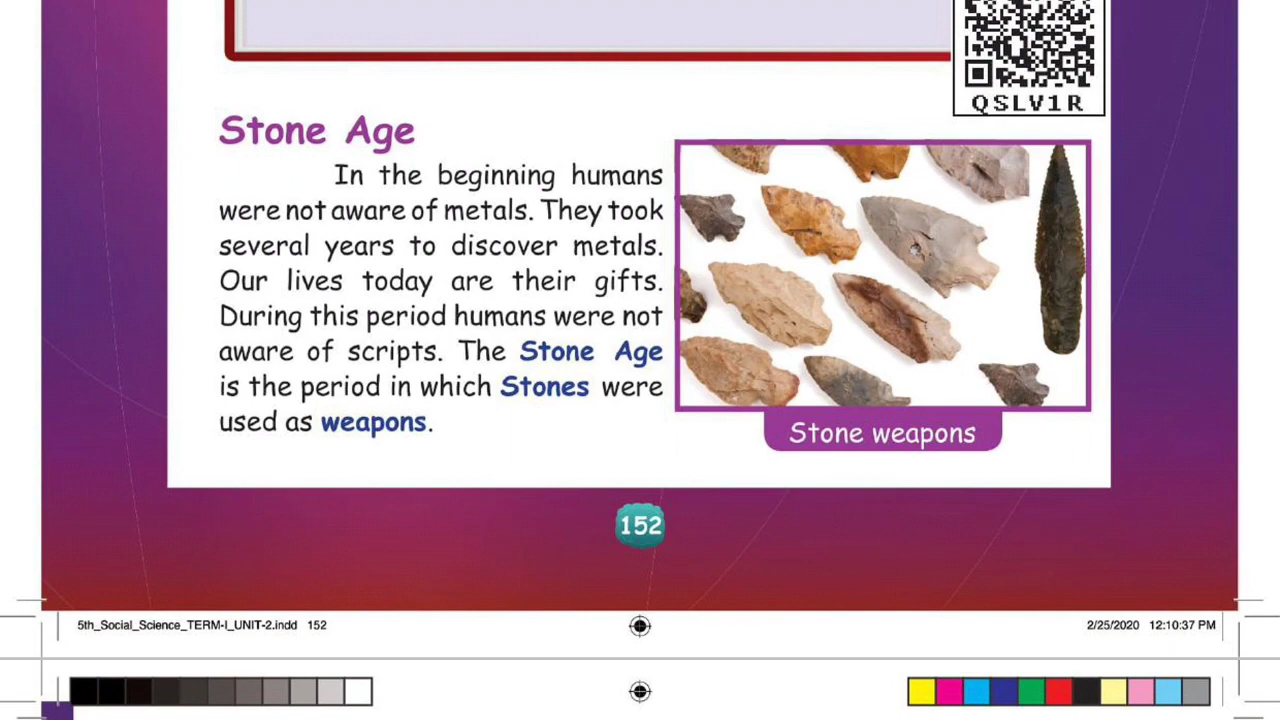 QSLV1R
Stone Age
In the beginning humans
were not aware of metals. They took
several years to discover metals.
Our lives today are their gifts.
During this period humans were not
aware of scripts. The Stone Age
is the period in which Stones were
used as weapons.
Stone weapons
152
5th_Social_Science_TERM-I_UNIT-2.indd 152
2/25/2020 12:10:37 PM